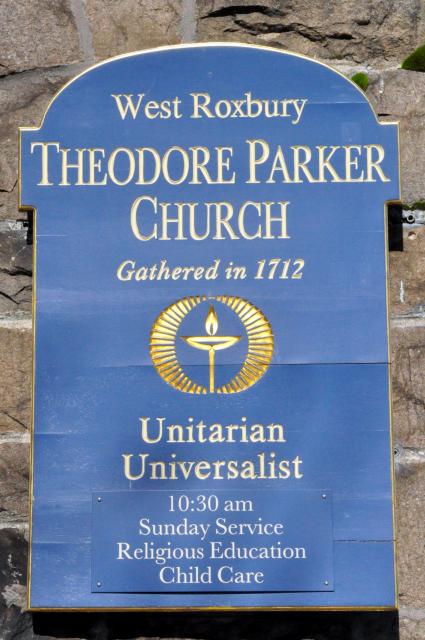 West Roxbury
THEODORE PARKER
CHURCH
Gathered in 1712
Unitarian
Universalist
10:30 am
Sunday Service
Religious Education
Child Care